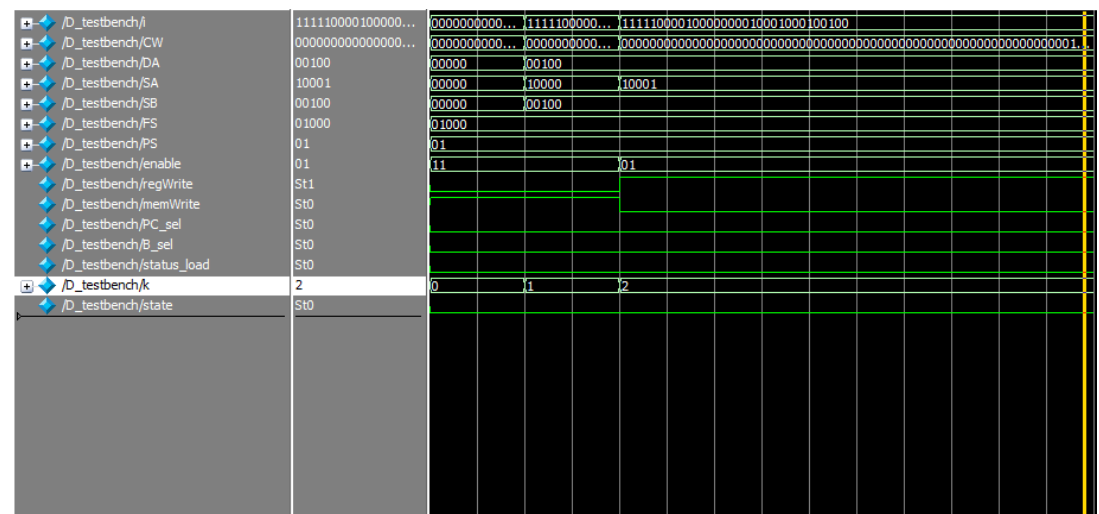 /D_testbench/i 111110000100000... 0000000000... 1111100000... 11111000010000000010001000100100
/D_testbench/CW 000000000000000... 0000000000... 0000000000...
/D_testbench/DA 00100 00000 00100
/D_testbench/SA 10001 00000 10000 10001
/D_testbench/SB 00100 00000 00100
/D_testbench/FS 01000 01000
/D_testbench/PS 01 01
/D_testbench/enable 01 11 01
/D_testbench/regWrite St1
/D_testbench/memWrite St0
/D_testbench/PC_sel St0
/D_testbench/B_sel St0
/D_testbench/status_load St0
/D_testbench/k 2 0 1 2
/D_testbench/state St0